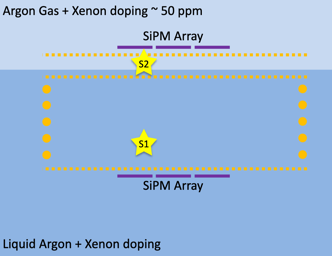 Argon Gas + Xenon doping ~ 50 ppm
SiPM Array
S2
S1
SiPM Array
Liquid Argon + Xenon doping